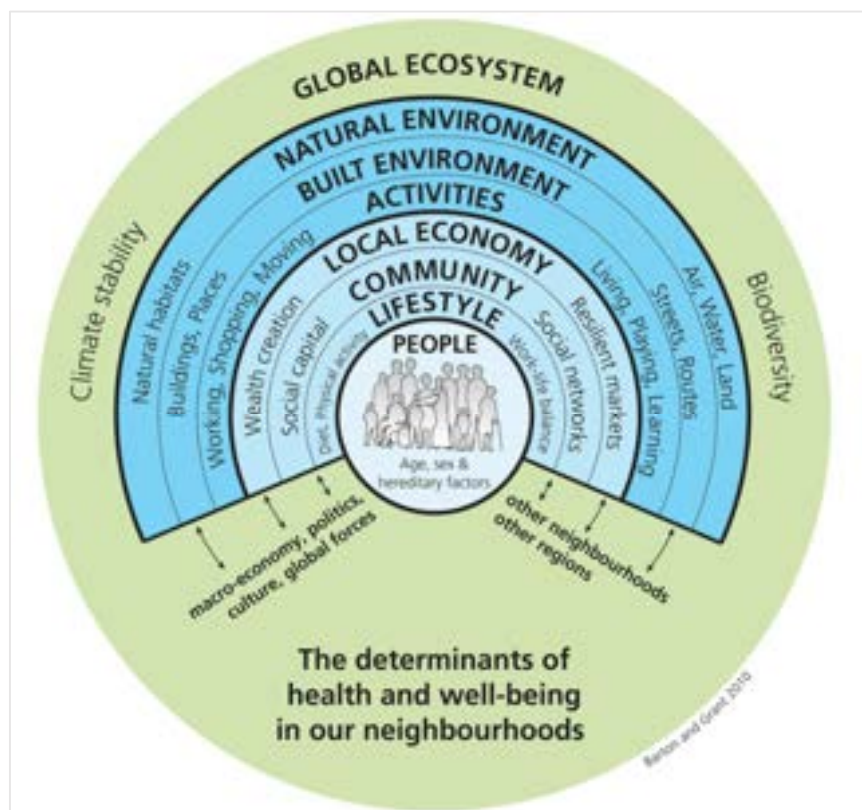 GLOBAL ECOSYSTEM
NATURAL ENVIRONMENT
BUILT ENVIRONMENT
ACTIVITIES
LOCAL ECONOMY
COMMUNITY
LIFESTYLE
PEOPLE
Age, sex &
hereditary factors
Climate stability
Natural habitats
Buildings, Places
Working, Shopping, Moving
Wealth creation
Social capital
Diet, Physical activity
Work-life balance
Social networks
Resilient markets
Living, Playing, Learning
Streets, Routes
Air, Water, Land
Biodiversity
macro-economy, politics,
culture, global forces
other neighbourhoods
other regions
The determinants of
health and well-being
in our neighbourhoods
Barton and Grant 2010